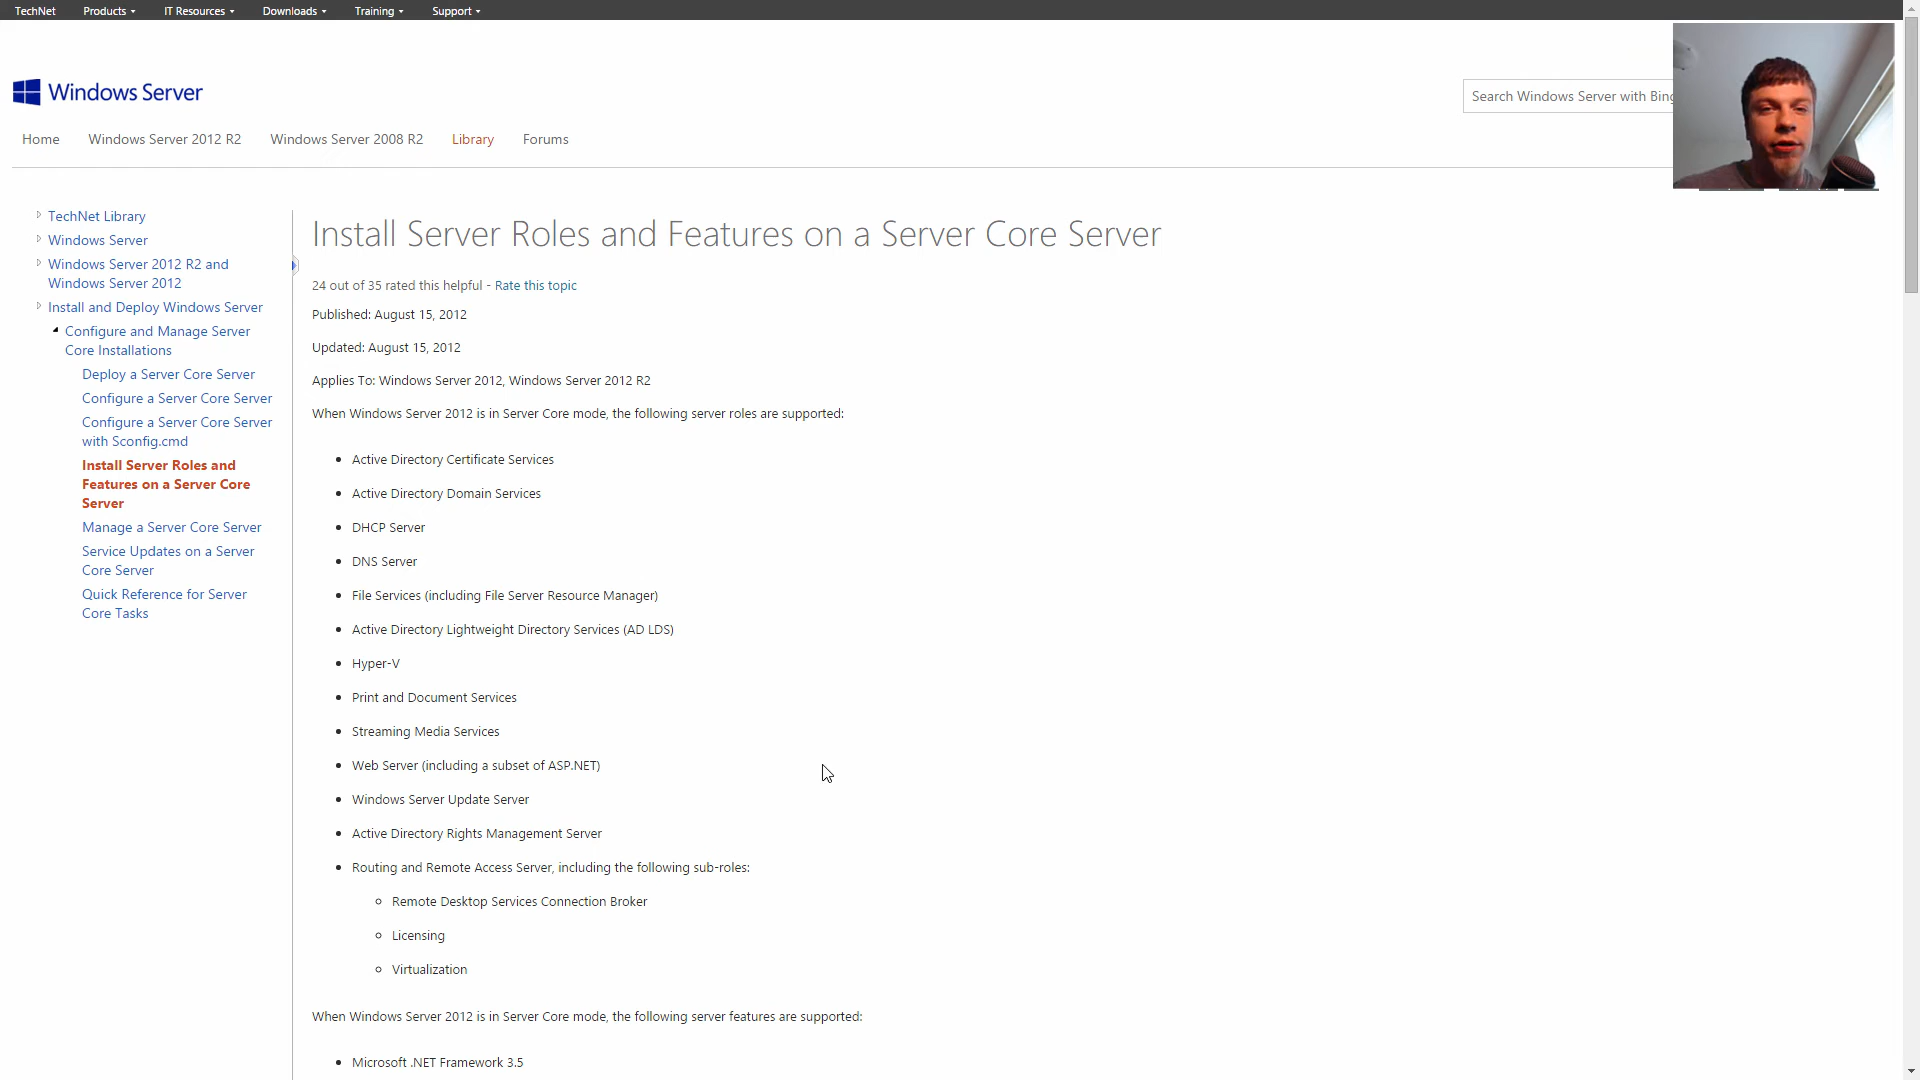 TechNet Products IT Resources Downloads Training Support
Windows Server
Search Windows Server with Bing
Home Windows Server 2012 R2 Windows Server 2008 R2 Library Forums
TechNet Library
Windows Server
Windows Server 2012 R2 and
Windows Server 2012
Install and Deploy Windows Server
Configure and Manage Server
Core Installations
Deploy a Server Core Server
Configure a Server Core Server
Configure a Server Core Server
with Sconfig.cmd
Install Server Roles and
Features on a Server Core
Server
Manage a Server Core Server
Service Updates on a Server
Core Server
Quick Reference for Server
Core Tasks
Install Server Roles and Features on a Server Core Server
24 out of 35 rated this helpful - Rate this topic
Published: August 15, 2012
Updated: August 15, 2012
Applies To: Windows Server 2012, Windows Server 2012 R2
When Windows Server 2012 is in Server Core mode, the following server roles are supported:
• Active Directory Certificate Services
• Active Directory Domain Services
• DHCP Server
• DNS Server
• File Services (including File Server Resource Manager)
• Active Directory Lightweight Directory Services (AD LDS)
• Hyper-V
• Print and Document Services
• Streaming Media Services
• Web Server (including a subset of ASP.NET)
• Windows Server Update Server
• Active Directory Rights Management Server
• Routing and Remote Access Server, including the following sub-roles:
◦ Remote Desktop Services Connection Broker
◦ Licensing
◦ Virtualization
When Windows Server 2012 is in Server Core mode, the following server features are supported:
• Microsoft .NET Framework 3.5